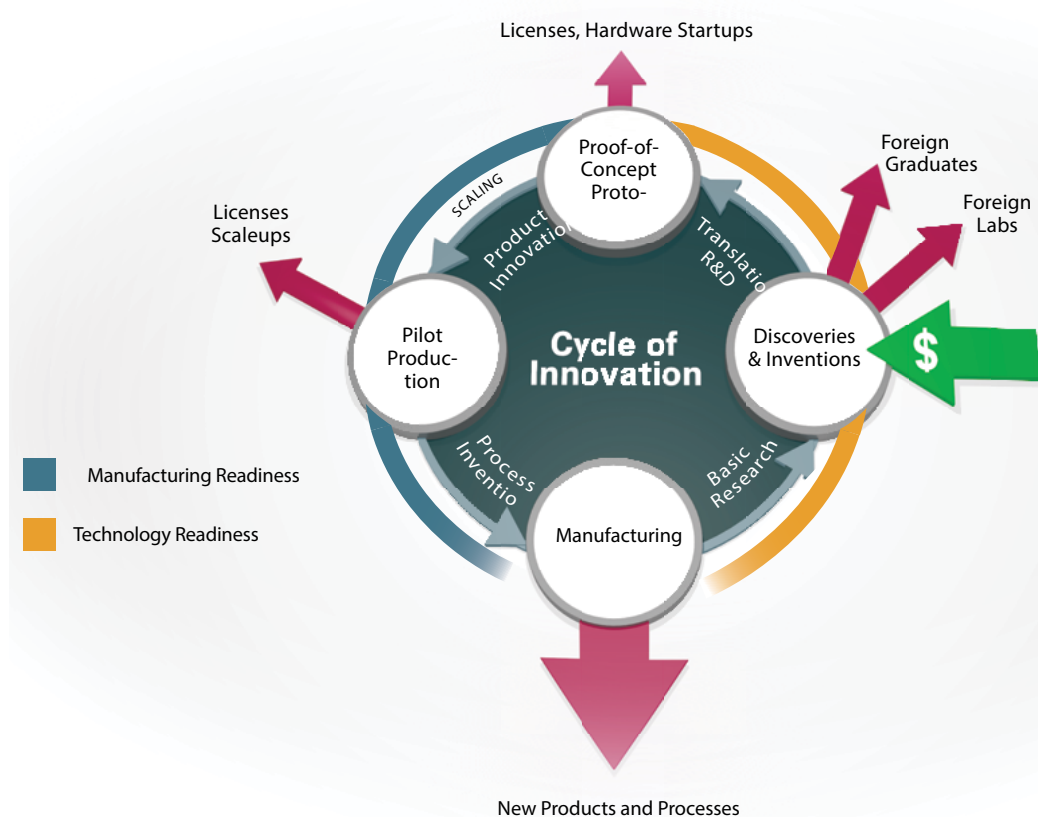 Licenses, Hardware Startups
Proof-of-
Concept
Proto-
Foreign
Graduates
Foreign
Labs
SCALING
Licenses
Scaleups
Product
Innovation
Translatio
R&D
Pilot
Produc-
tion
Cycle of
Innovation
Discoveries
& Inventions
$
Process
Inventio
Basic
Research
Manufacturing Readiness
Technology Readiness
Manufacturing
New Products and Processes